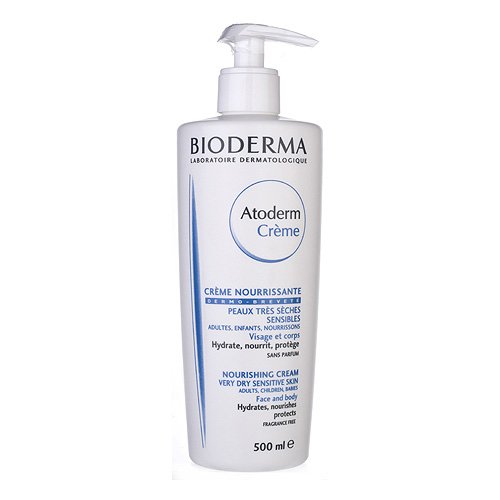 BIODERMA
LABORATOIRE DERMATOLOGIQUE
Atoderm
Crème
CRÈME NOURRISSANTE
DERMO-BREVETÉ
PEAUX TRÈS SÈCHES
SENSIBLES
ADULTES, ENFANTS, NOURRISSONS
Visage et corps
Hydrate, nourrit, protège
SANS PARFUM
NOURISHING CREAM
VERY DRY SENSITIVE SKIN
ADULTS, CHILDREN, BABIES
Face and body
Hydrates, nourishes
protects
FRAGRANCE FREE
500 ml e